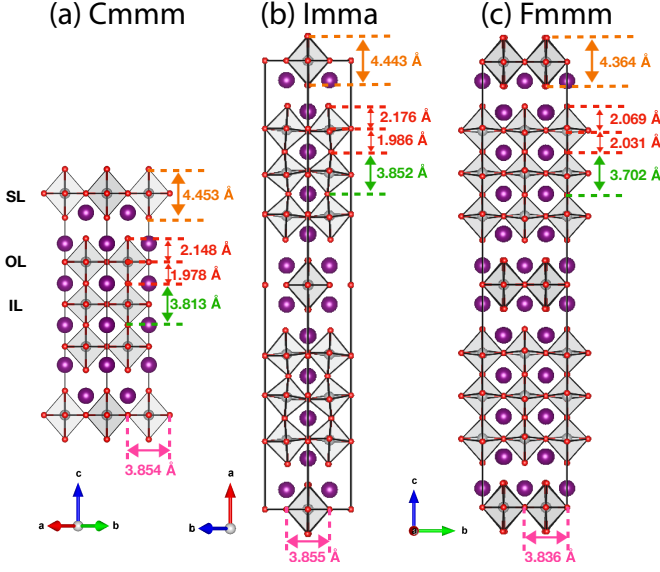 (a) Cmmm
(b) Imma
(c) Fmmm
SL
OL
IL
4.453 Å
2.148 Å
1.978 Å
3.813 Å
3.854 Å
c
a
b
4.443 Å
2.176 Å
1.986 Å
3.852 Å
3.855 Å
a
b
4.364 Å
2.069 Å
2.031 Å
3.702 Å
3.836 Å
c
b